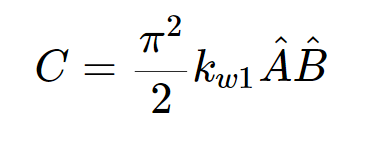 C = \frac{\pi^2}{2} k_{w1} \hat{A} \hat{B}